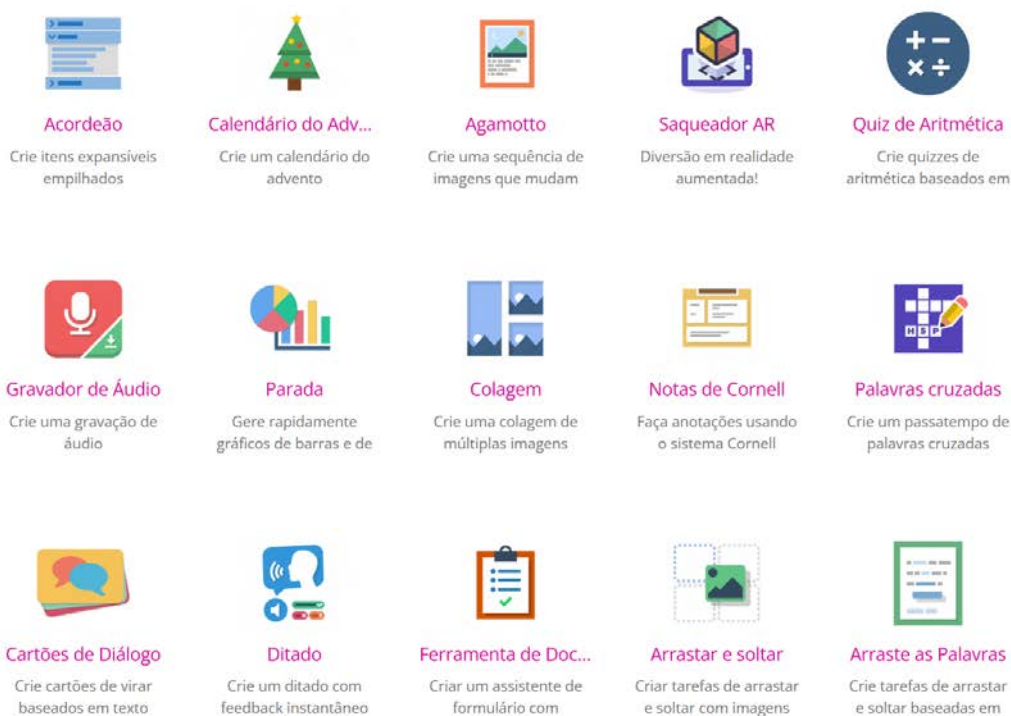 Acordeão
Calendário do Adv...
Agamotto
Saqueador AR
Quiz de Aritmética
Crie itens expansíveis
empilhados
Crie um calendário do
advento
Crie uma sequência de
imagens que mudam
Diversão em realidade
aumentada!
Crie quizzes de
aritmética baseados em
H5P
Gravador de Áudio
Parada
Colagem
Notas de Cornell
Palavras cruzadas
Crie uma gravação de
áudio
Gere rapidamente
gráficos de barras e de
Crie uma colagem de
múltiplas imagens
Faça anotações usando
o sistema Cornell
Crie um passatempo de
palavras cruzadas
Cartões de Diálogo
Ditado
Ferramenta de Doc...
Arrastar e soltar
Arraste as Palavras
Crie cartões de virar
baseados em texto
Crie um ditado com
feedback instantâneo
Criar um assistente de
formulário com
Criar tarefas de arrastar
e soltar com imagens
Crie tarefas de arrastar
e soltar baseadas em